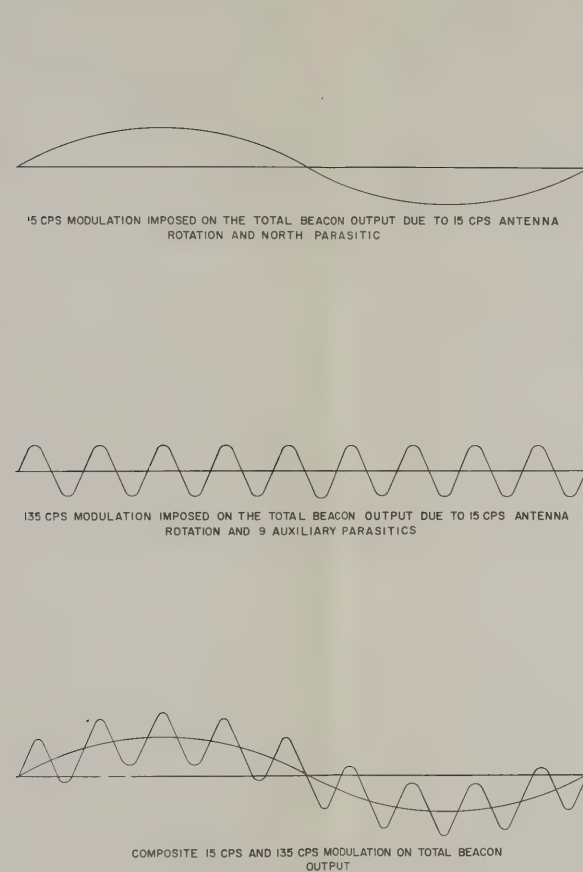 15 CPS MODULATION IMPOSED ON THE TOTAL BEACON OUTPUT DUE TO 15 CPS ANTENNA
ROTATION AND NORTH PARASITIC
135 CPS MODULATION IMPOSED ON THE TOTAL BEACON OUTPUT DUE TO 15 CPS ANTENNA
ROTATION AND 9 AUXILIARY PARASITICS
COMPOSITE 15 CPS AND 135 CPS MODULATION ON TOTAL BEACON
OUTPUT